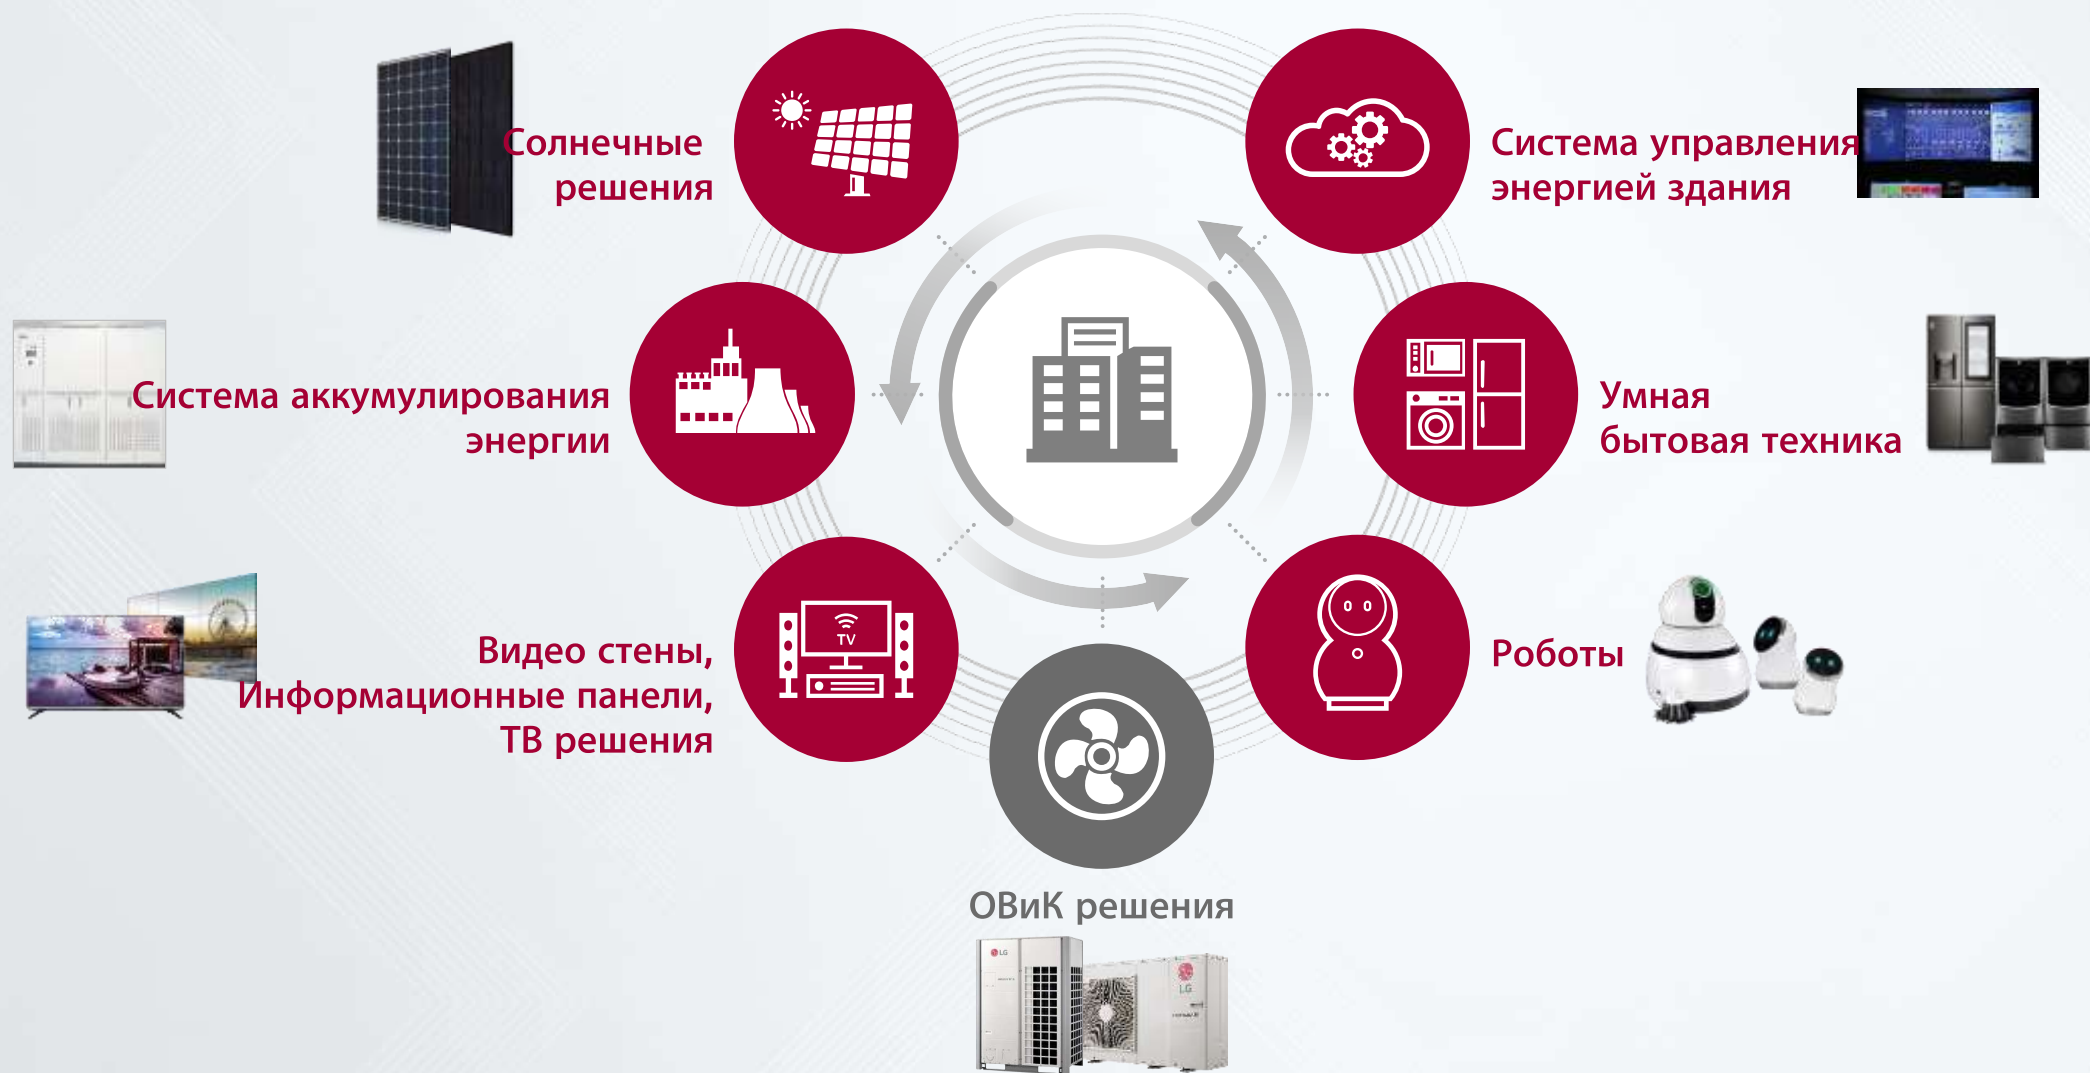 Солнечные
решения
Система управления
энергией здания
Система аккумулирования
энергии
Умная
бытовая техника
TV
Видео стены,
Информационные панели,
ТВ решения
Роботы
ОВиК решения
LG
LG